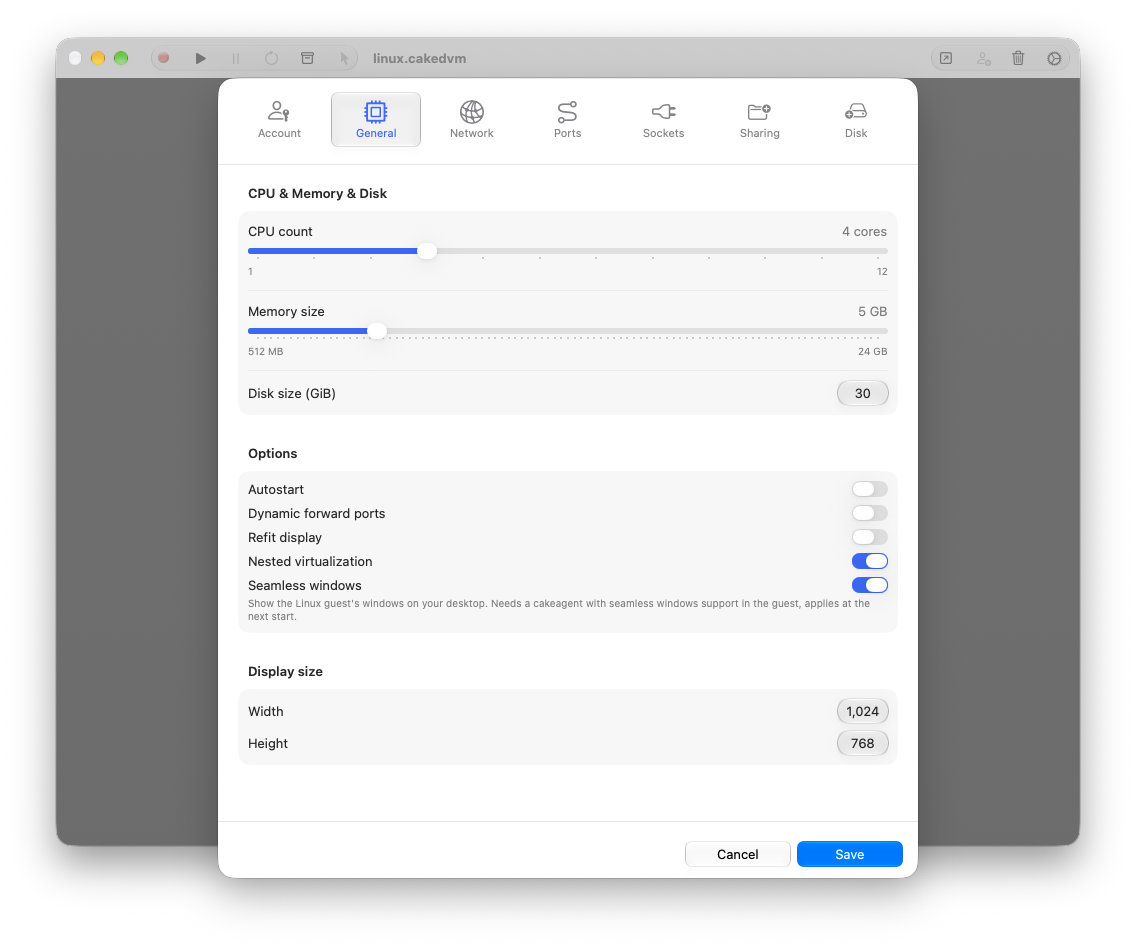 linux.cakedvm
Account
General
Network
Ports
Sockets
Sharing
Disk
CPU & Memory & Disk
CPU count
4 cores
1
12
Memory size
5 GB
512 MB
24 GB
Disk size (GiB)
30
Options
Autostart
Dynamic forward ports
Refit display
Nested virtualization
Seamless windows
Show the Linux guest's windows on your desktop. Needs a cakeagent with seamless windows support in the guest, applies at the
next start.
Display size
Width
1,024
Height
768
Cancel
Save